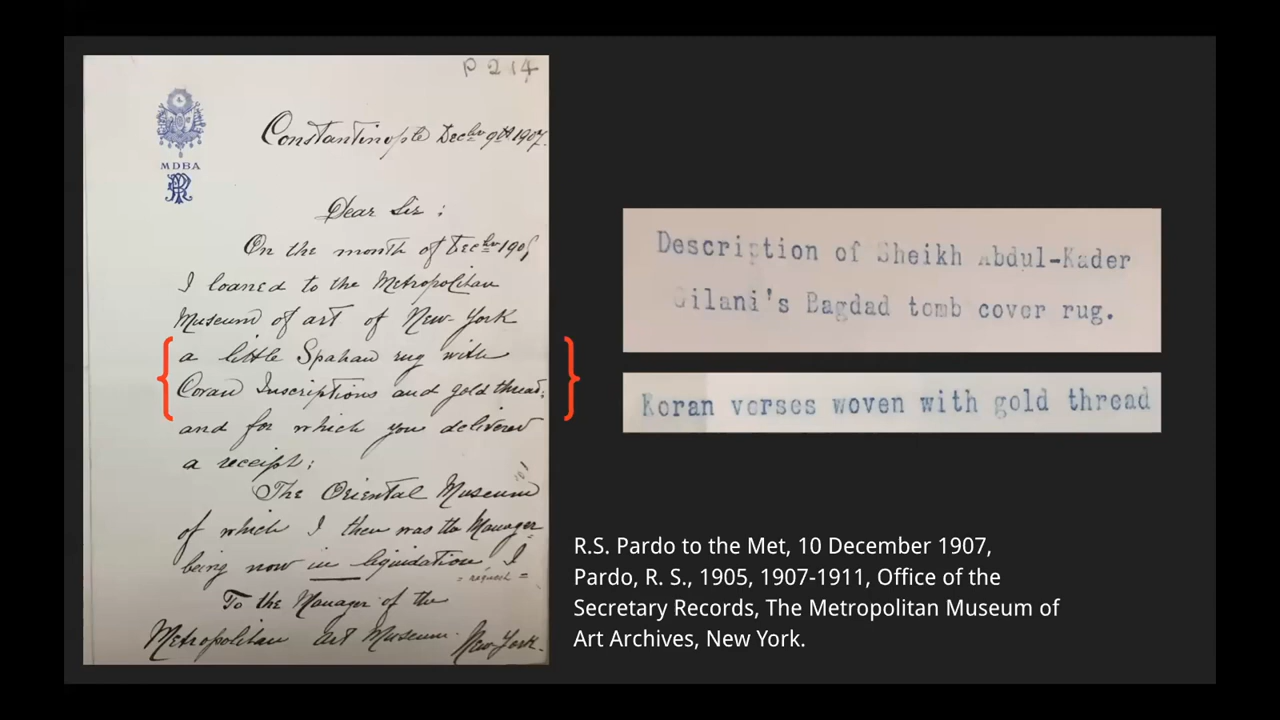 P 214
MDBA
Constantinople Decbr 9th 1907.
Dear Sir :
On the month of Decbr 1905,
I loaned to the Metropolitan
Museum of art of New-York
a little Spahan rug with
Coran Inscriptions and gold thread;
and for which you delivered
a receipt;
The Oriental Museum
of which I then was the Manager
being now in liquidation, I
= request =
To the Manager of the
Metropolitan Art Museum. New-York.
Description of Sheikh Abdul-Kader
Gilani's Bagdad tomb cover rug.
Koran verses woven with gold thread
R.S. Pardo to the Met, 10 December 1907,
Pardo, R. S., 1905, 1907-1911, Office of the
Secretary Records, The Metropolitan Museum of
Art Archives, New York.